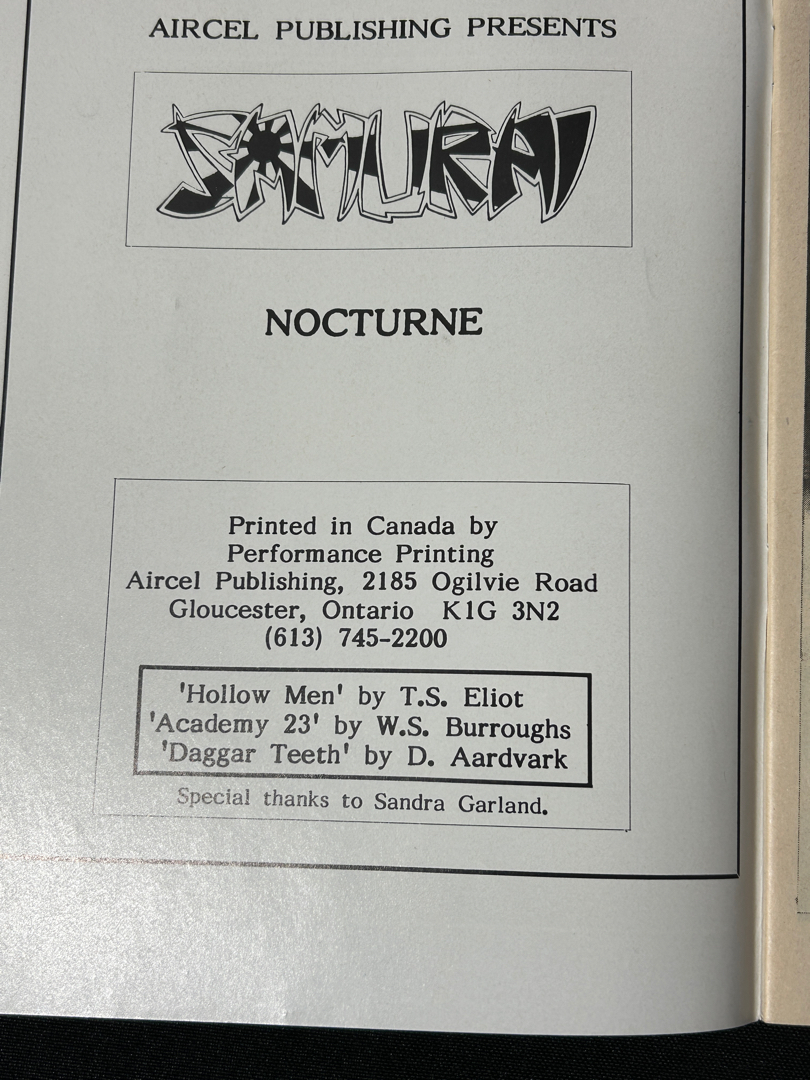 AIRCEL PUBLISHING PRESENTS
SAMURAI
NOCTURNE
Printed in Canada by
Performance Printing
Aircel Publishing, 2185 Ogilvie Road
Gloucester, Ontario K1G 3N2
(613) 745-2200
'Hollow Men' by T.S. Eliot
'Academy 23' by W.S. Burroughs
'Daggar Teeth' by D. Aardvark
Special thanks to Sandra Garland.